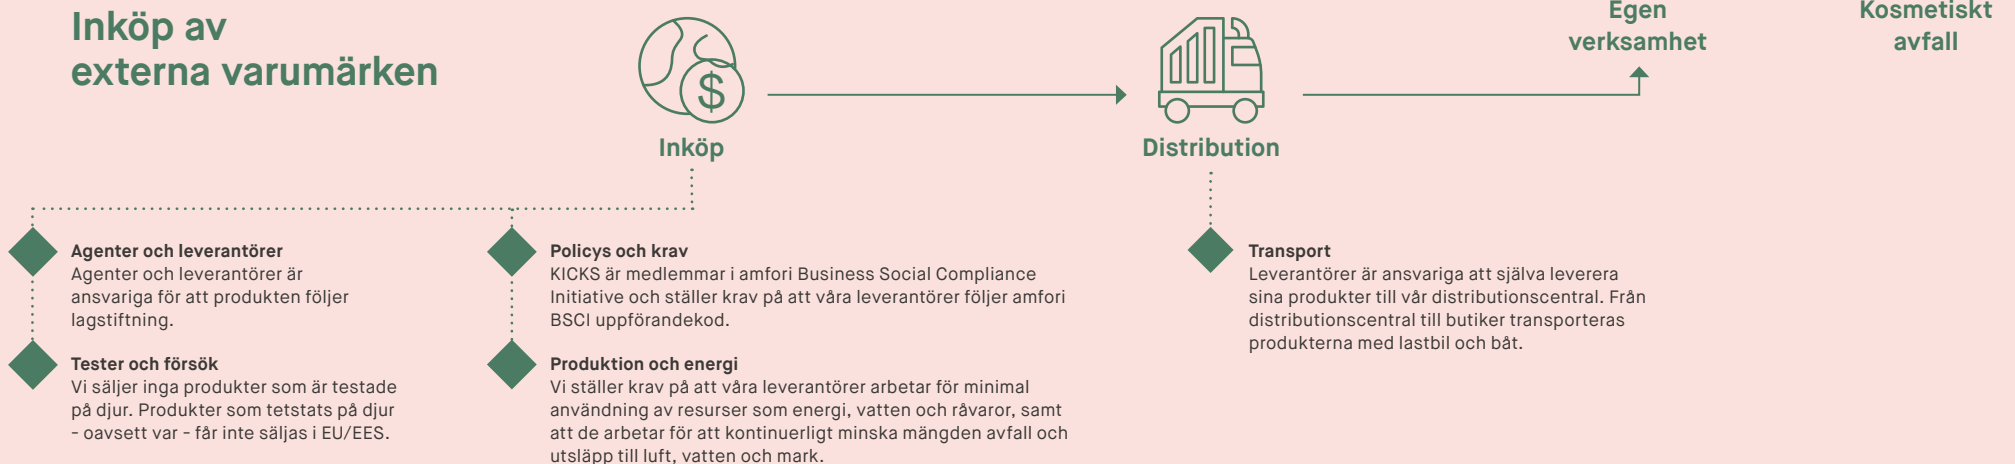 Inköp av
externa varumärken
$
Inköp
Distribution
Egen
verksamhet
Kosmetiskt
avfall
Agenter och leverantörer
Agenter och leverantörer är
ansvariga för att produkten följer
lagstiftning.
Tester och försök
Vi säljer inga produkter som är testade
på djur. Produkter som tetstats på djur
- oavsett var - får inte säljas i EU/EES.
Policys och krav
KICKS är medlemmar i amfori Business Social Compliance
Initiative och ställer krav på att våra leverantörer följer amfori
BSCI uppförandekod.
Produktion och energi
Vi ställer krav på att våra leverantörer arbetar för minimal
användning av resurser som energi, vatten och råvaror, samt
att de arbetar för att kontinuerligt minska mängden avfall och
utsläpp till luft, vatten och mark.
Transport
Leverantörer är ansvariga att själva leverera
sina produkter till vår distributionscentral. Från
distributionscentral till butiker transporteras
produkterna med lastbil och båt.